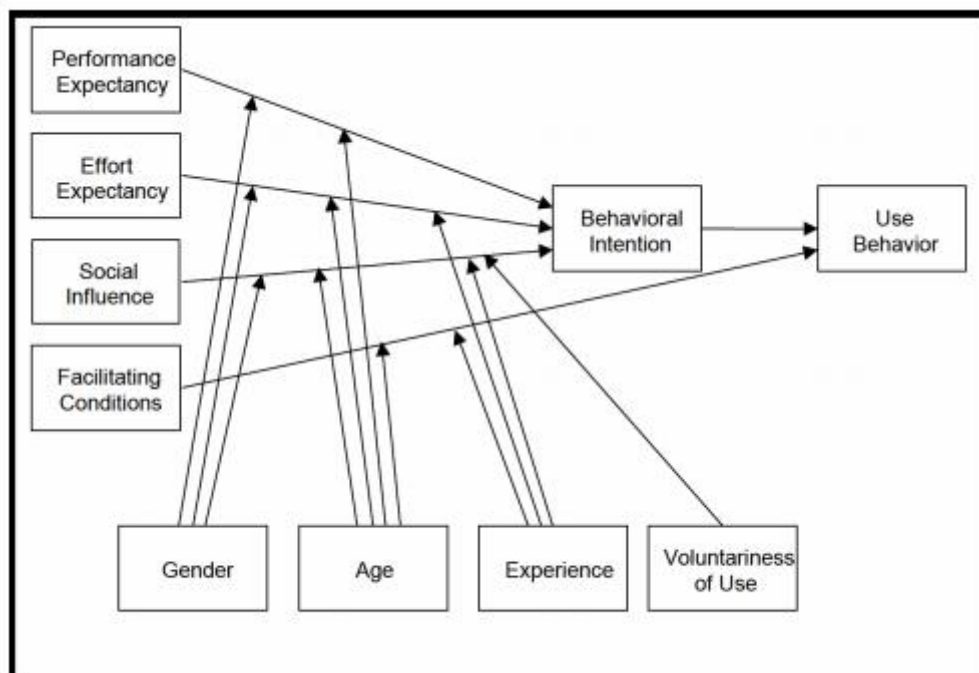 Performance
Expectancy
Effort
Expectancy
Social
Influence
Facilitating
Conditions
Behavioral
Intention
Use
Behavior
Gender
Age
Experience
Voluntariness
of Use